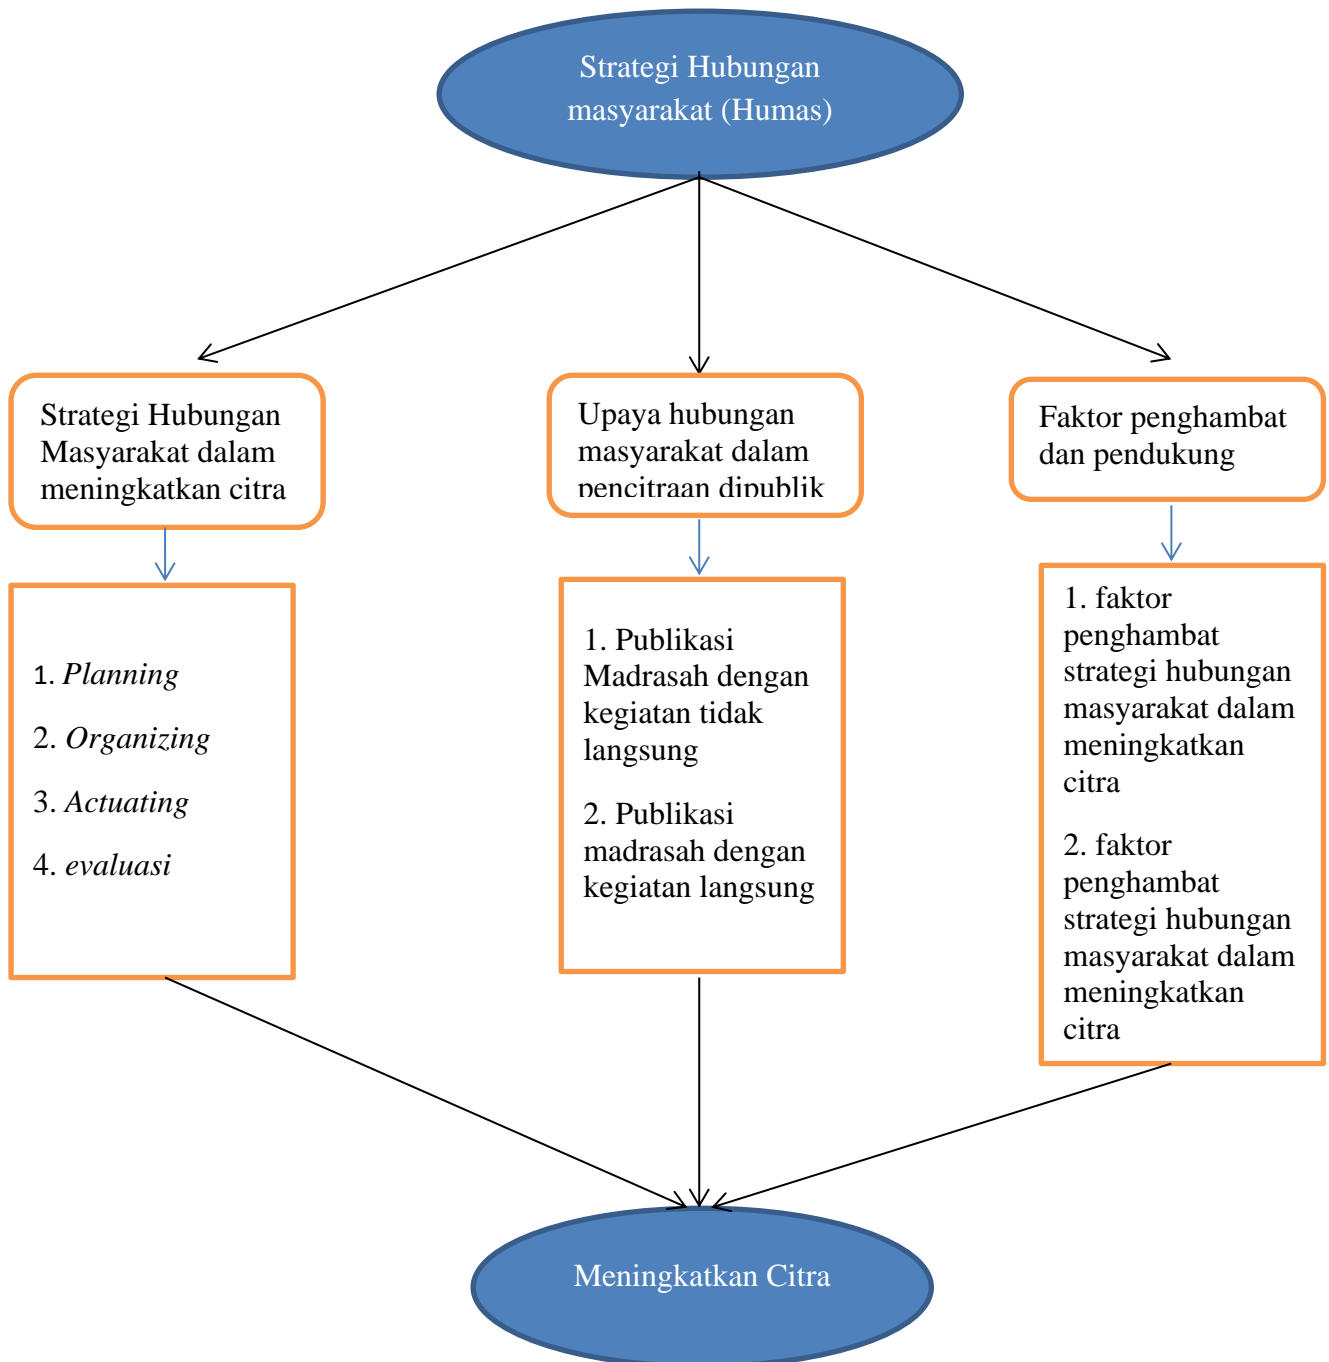 Strategi Hubungan
masyarakat (Humas)
Strategi Hubungan
Masyarakat dalam
meningkatkan citra
Upaya hubungan
masyarakat dalam
pencitraan dipublik
Faktor penghambat
dan pendukung
1. Planning
2. Organizing
3. Actuating
4. evaluasi
1. Publikasi
Madrasah dengan
kegiatan tidak
langsung
2. Publikasi
madrasah dengan
kegiatan langsung
1. faktor
penghambat
strategi hubungan
masyarakat dalam
meningkatkan
citra
2. faktor
penghambat
strategi hubungan
masyarakat dalam
meningkatkan
citra
Meningkatkan Citra